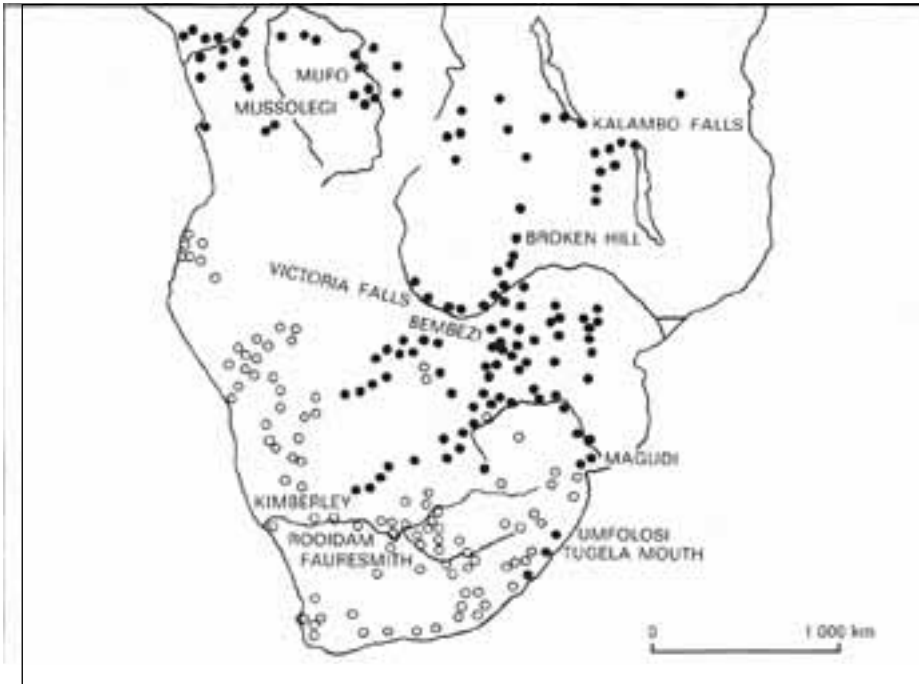 MUFO
MUSSOLEGI
KALAMBO FALLS
BROKEN HILL
VICTORIA FALLS
BEMBEZI
MAGUDI
KIMBERLEY
ROOIDAM
FAURESMITH
UMFOLOSI
TUGELA MOUTH
0 1 000 km